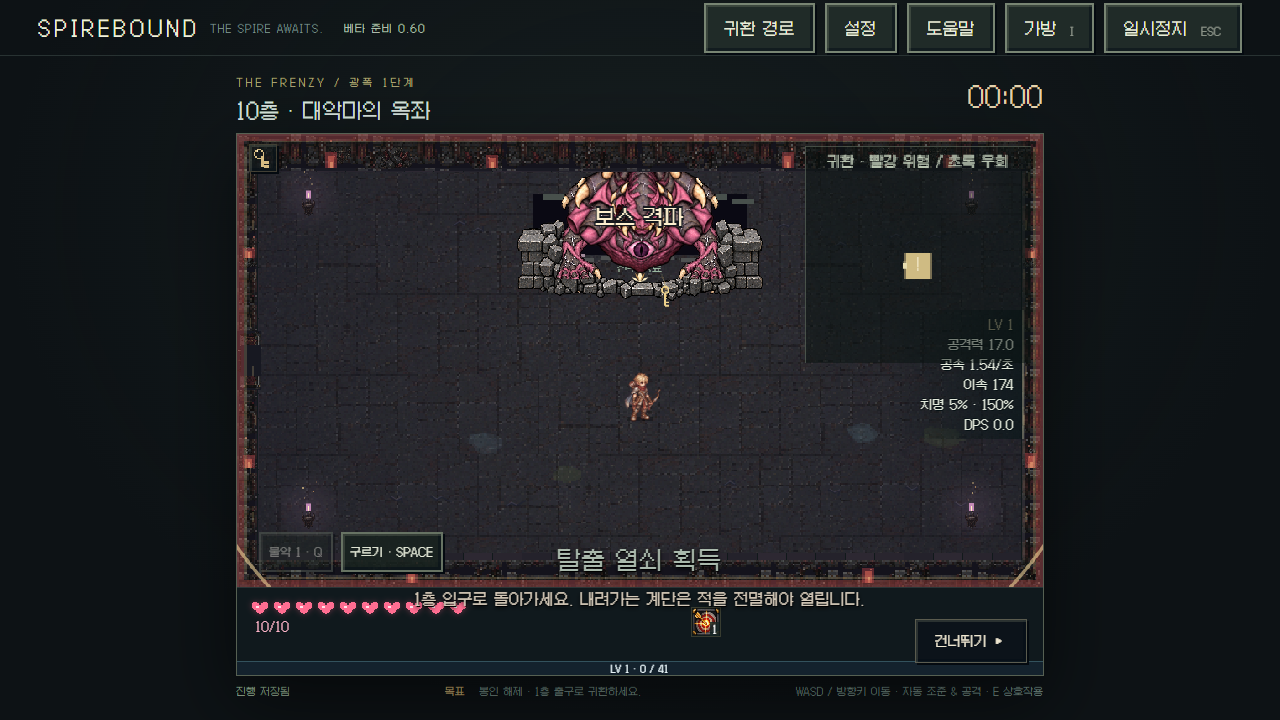 SPIREBOUND THE SPIRE AWAITS. 베타 준비 0.60
귀환 경로 설정 도움말 가방 I 일시정지 ESC
THE FRENZY / 광폭 1단계
10층 · 대악마의 옥좌
00:00
귀환 · 빨강 위험 / 초록 우회
보스 격파
LV 1
공격력 17.0
공속 1.54/초
이속 174
치명 5% · 150%
DPS 0.0
물약 1 · Q
구르기 · SPACE
탈출 열쇠 획득
1층 입구로 돌아가세요. 내려가는 계단은 적을 전멸해야 열립니다.
10/10
1
건너뛰기 ▸
LV 1 · 0 / 41
진행 저장됨 목표 봉인 해제 · 1층 출구로 귀환하세요. WASD / 방향키 이동 · 자동 조준 & 공격 · E 상호작용